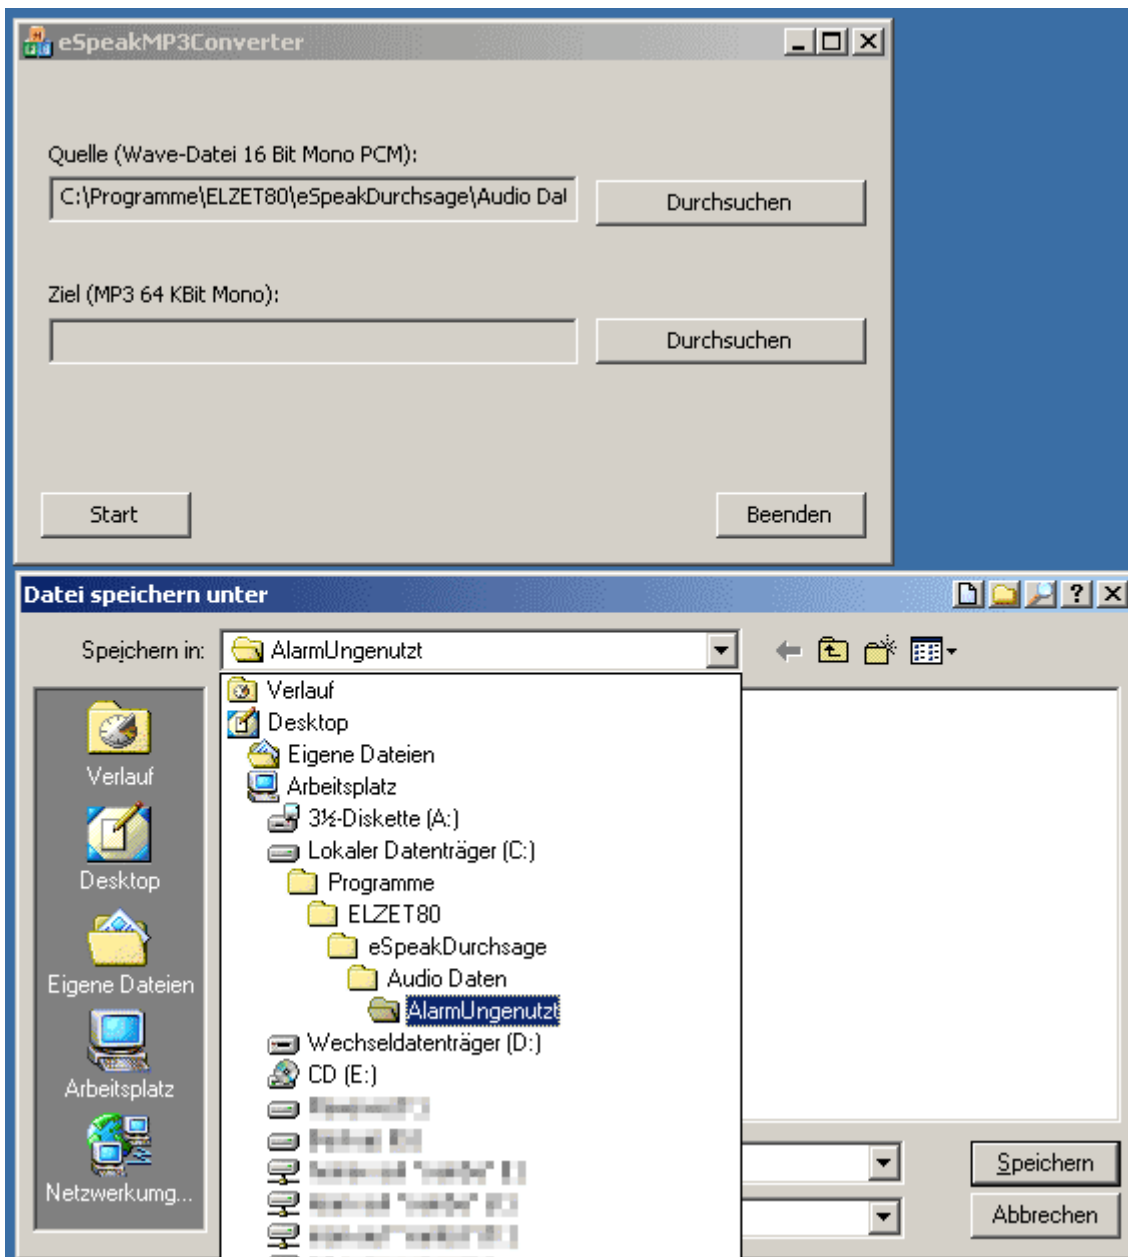 eSpeakMP3Converter
Quelle (Wave-Datei 16 Bit Mono PCM):
C:\Programme\ELZET80\eSpeakDurchsage\Audio Dat
Durchsuchen
Ziel (MP3 64 KBit Mono):
Durchsuchen
Start
Beenden
Datei speichern unter
Speichern in:
AlarmUngenutzt
Verlauf
Desktop
Eigene Dateien
Arbeitsplatz
3½-Diskette (A:)
Lokaler Datenträger (C:)
Programme
ELZET80
eSpeakDurchsage
Audio Daten
AlarmUngenutzt
Wechseldatenträger (D:)
CD (E:)
Verlauf
Desktop
Eigene Dateien
Arbeitsplatz
Netzwerkumg...
Speichern
Abbrechen